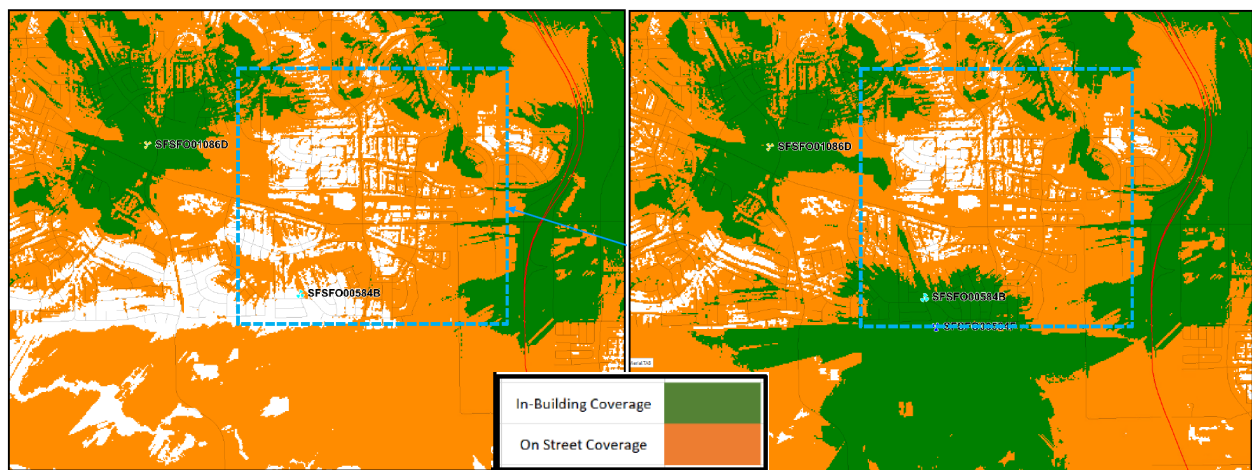 SFSFO01086D
SFSFO00584B
SFSFO01086D
SFSFO00584B
In-Building Coverage
On Street Coverage